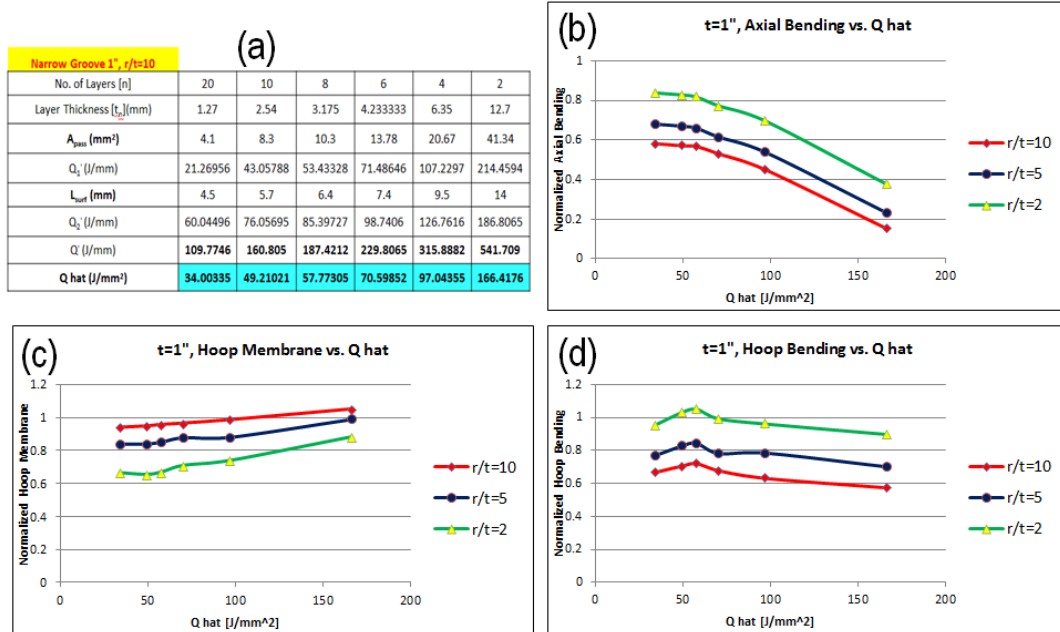 (a)
Narrow Groove 1", r/t=10
No. of Layers [n] 20 10 8 6 4 2
Layer Thickness [tn](mm) 1.27 2.54 3.175 4.233333 6.35 12.7
Apass (mm²) 4.1 8.3 10.3 13.78 20.67 41.34
Q1' (J/mm) 21.26956 43.05788 53.43328 71.48646 107.2297 214.4594
Lsurf (mm) 4.5 5.7 6.4 7.4 9.5 14
Q2' (J/mm) 60.04496 76.05695 85.39727 98.7406 126.7616 186.8065
Q' (J/mm) 109.7746 160.805 187.4212 229.8065 315.8882 541.709
Q hat (J/mm²) 34.00335 49.21021 57.77305 70.59852 97.04355 166.4176
(b)
t=1", Axial Bending vs. Q hat
Normalized Axial Bending
1
0.8
0.6
0.4
0.2
0
0 50 100 150 200
Q hat [J/mm^2]
r/t=10
r/t=5
r/t=2
(c)
t=1", Hoop Membrane vs. Q hat
Normalized Hoop Membrane
1.2
1
0.8
0.6
0.4
0.2
0
0 50 100 150 200
Q hat [J/mm^2]
r/t=10
r/t=5
r/t=2
(d)
t=1", Hoop Bending vs. Q hat
Normalized Hoop Bending
1.2
1
0.8
0.6
0.4
0.2
0
0 50 100 150 200
Q hat [J/mm^2]
r/t=10
r/t=5
r/t=2